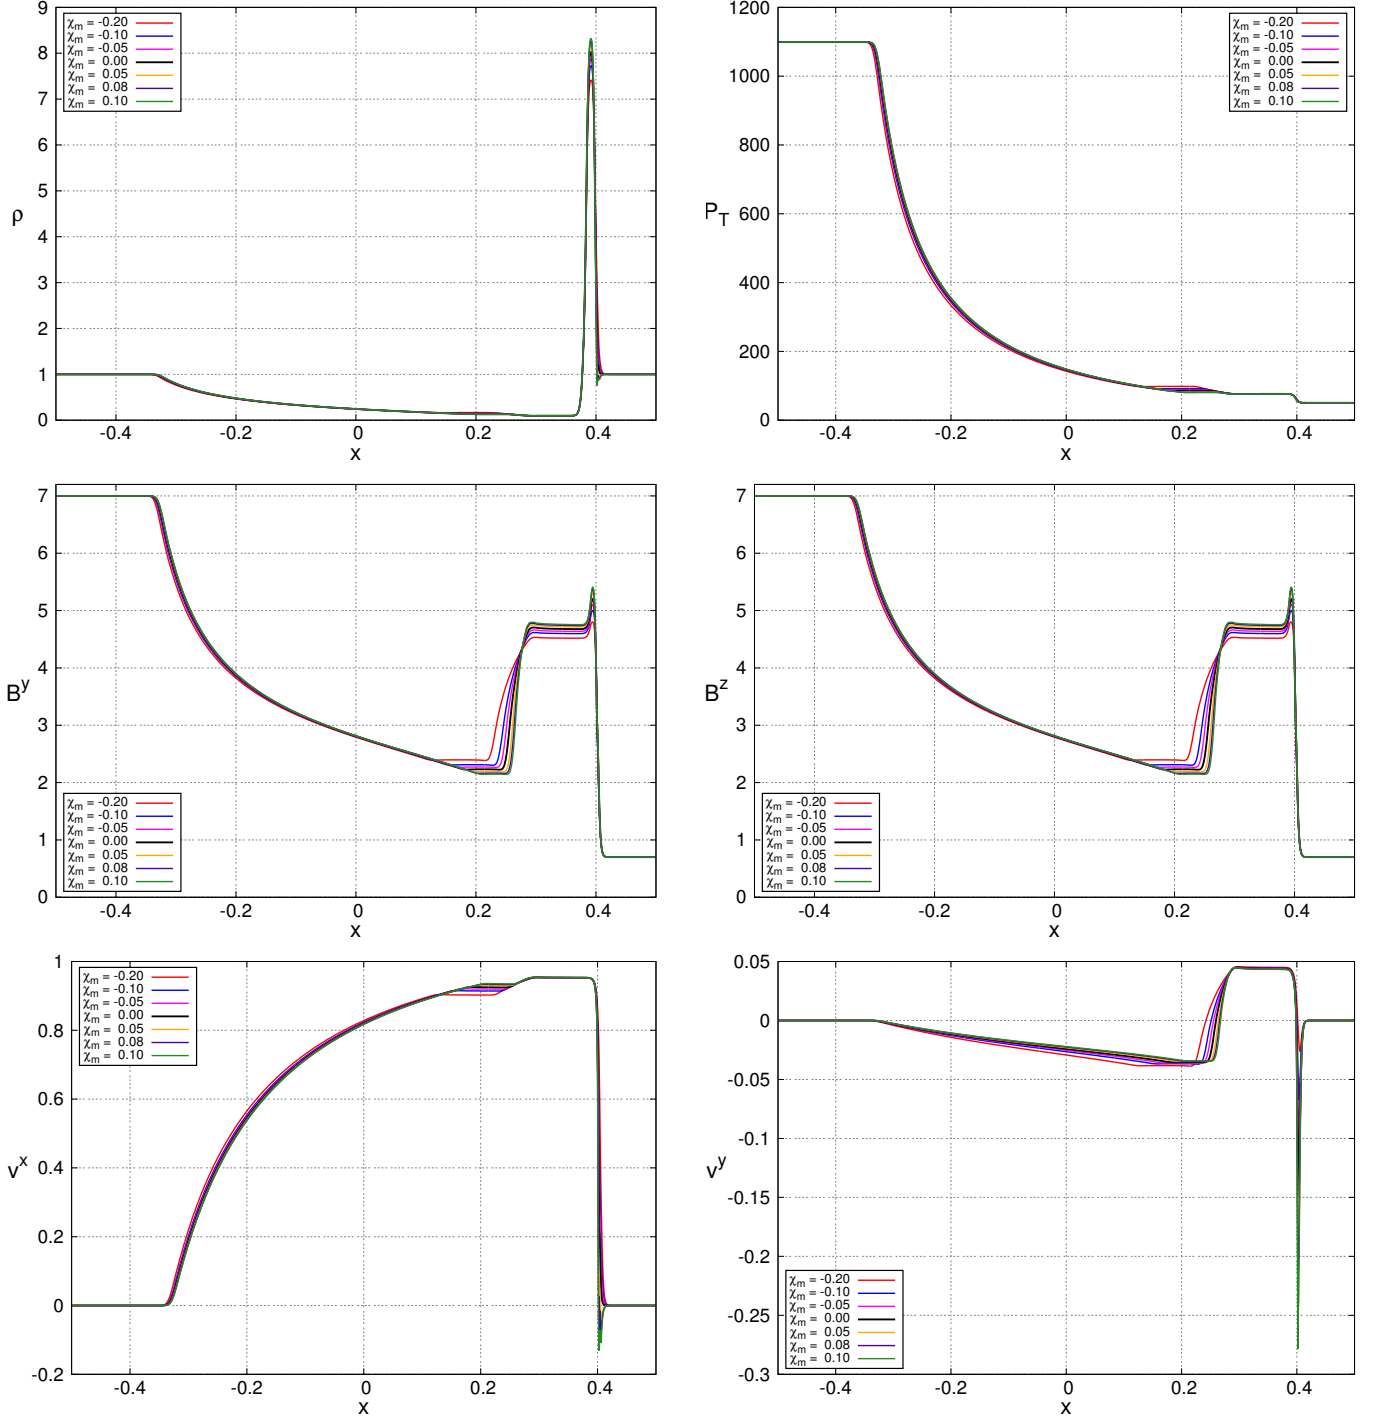 9
8
7
6
5
4
3
2
1
0
ρ
χm = -0.20
χm = -0.10
χm = -0.05
χm = 0.00
χm = 0.05
χm = 0.08
χm = 0.10
-0.4 -0.2 0 0.2 0.4
x
1200
1000
800
600
400
200
0
PT
χm = -0.20
χm = -0.10
χm = -0.05
χm = 0.00
χm = 0.05
χm = 0.08
χm = 0.10
-0.4 -0.2 0 0.2 0.4
x
7
6
5
4
3
2
1
0
By
χm = -0.20
χm = -0.10
χm = -0.05
χm = 0.00
χm = 0.05
χm = 0.08
χm = 0.10
-0.4 -0.2 0 0.2 0.4
x
7
6
5
4
3
2
1
0
Bz
χm = -0.20
χm = -0.10
χm = -0.05
χm = 0.00
χm = 0.05
χm = 0.08
χm = 0.10
-0.4 -0.2 0 0.2 0.4
x
1
0.8
0.6
0.4
0.2
0
-0.2
vx
χm = -0.20
χm = -0.10
χm = -0.05
χm = 0.00
χm = 0.05
χm = 0.08
χm = 0.10
-0.4 -0.2 0 0.2 0.4
x
0.05
0
-0.05
-0.1
-0.15
-0.2
-0.25
-0.3
vy
χm = -0.20
χm = -0.10
χm = -0.05
χm = 0.00
χm = 0.05
χm = 0.08
χm = 0.10
-0.4 -0.2 0 0.2 0.4
x